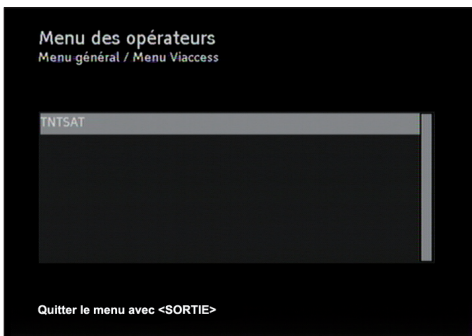 Menu des opérateurs
Menu général / Menu Viaccess
TNTSAT
Quitter le menu avec <SORTIE>